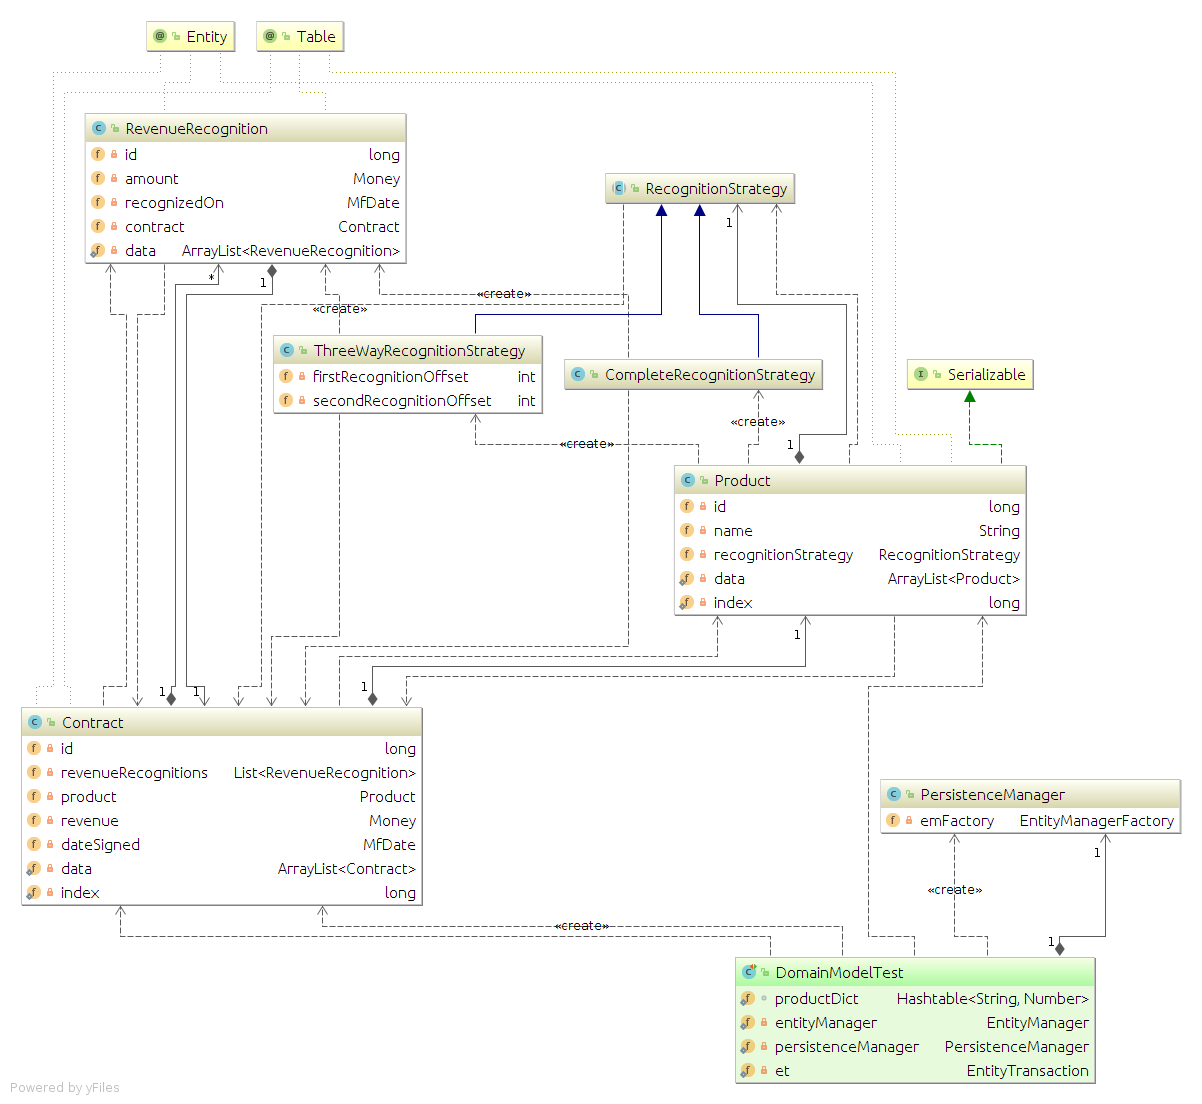 Entity
Table
RevenueRecognition
id long
amount Money
recognizedOn MfDate
contract Contract
data ArrayList<RevenueRecognition>
RecognitionStrategy
1
*
1
«create»
«create»
ThreeWayRecognitionStrategy
firstRecognitionOffset int
secondRecognitionOffset int
CompleteRecognitionStrategy
Serializable
«create»
«create»
1
Product
id long
name String
recognitionStrategy RecognitionStrategy
data ArrayList<Product>
index long
1
1
1
1
Contract
id long
revenueRecognitions List<RevenueRecognition>
product Product
revenue Money
dateSigned MfDate
data ArrayList<Contract>
index long
PersistenceManager
emFactory EntityManagerFactory
1
«create»
«create»
1
DomainModelTest
productDict Hashtable<String, Number>
entityManager EntityManager
persistenceManager PersistenceManager
et EntityTransaction
Powered by yFiles